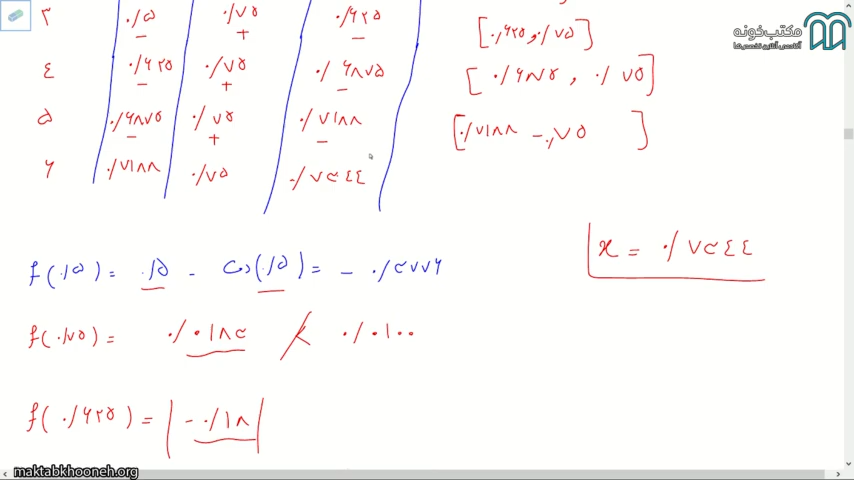 مکتب‌خونه
۳ ۰/۵ ۰/۷۵ ۰/۶۲۵ [۰/۶۲۵, ۰/۷۵]
− + −
٤ ۰/۶۲۵ ۰/۷۵ ۰/۶۸۷۵ [۰/۶۸۷۵, ۰/۷۵]
− + −
۵ ۰/۶۸۷۵ ۰/۷۵ ۰/۷۱۸۸ [۰/۷۱۸۸ - ۰/۷۵]
− + −
۶ ۰/۷۱۸۸ ۰/۷۵ ۰/۷۳٤٤
x = ۰/۷۳٤٤
f(۰/۵) = ۰/۵ - cos(۰/۵) = - ۰/۳۷۷۶
f(۰/۷۵) = ۰/۰۱۸۳ < ۰/۰۱۰۰
f(۰/۶۲۵) = |-۰/۱۸|
maktabkhooneh.org